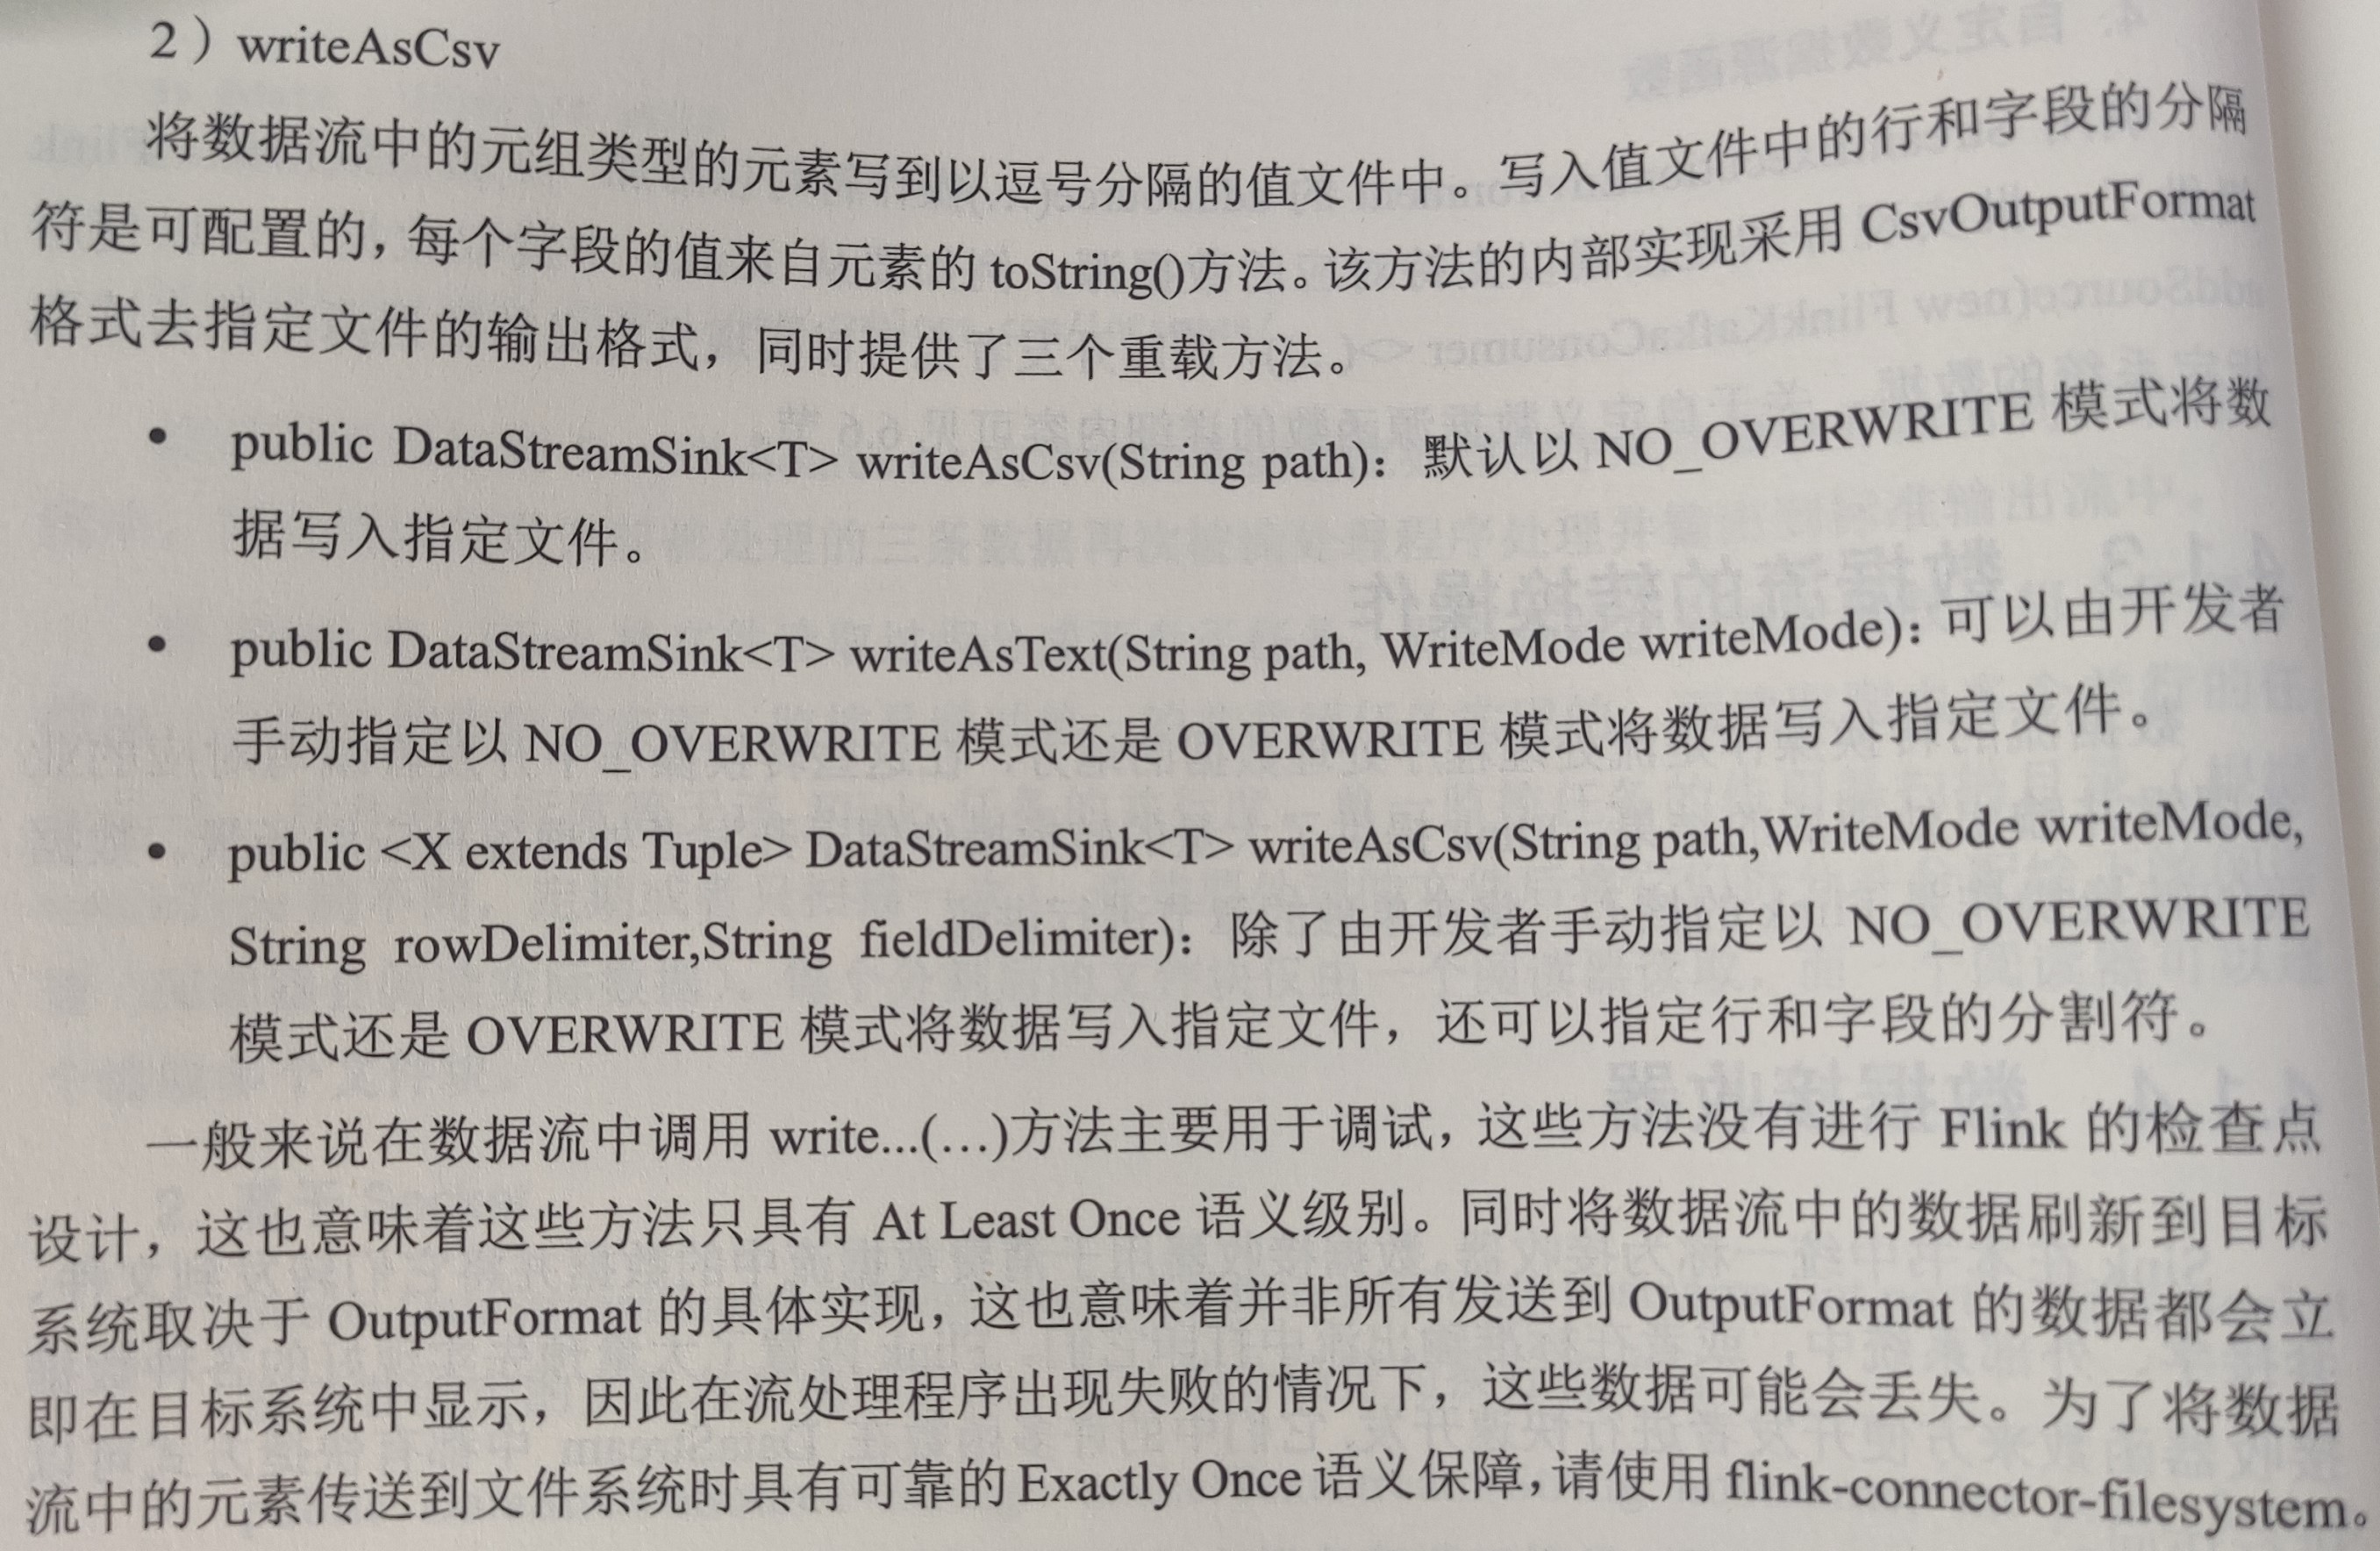 2）writeAsCsv
将数据流中的元组类型的元素写到以逗号分隔的值文件中。写入值文件中的行和字段的分隔
符是可配置的，每个字段的值来自元素的 toString()方法。该方法的内部实现采用 CsvOutputFormat
格式去指定文件的输出格式，同时提供了三个重载方法。
• public DataStreamSink<T> writeAsCsv(String path)：默认以 NO_OVERWRITE 模式将数
据写入指定文件。
• public DataStreamSink<T> writeAsText(String path, WriteMode writeMode)：可以由开发者
手动指定以 NO_OVERWRITE 模式还是 OVERWRITE 模式将数据写入指定文件。
• public <X extends Tuple> DataStreamSink<T> writeAsCsv(String path,WriteMode writeMode,
String rowDelimiter,String fieldDelimiter)：除了由开发者手动指定以 NO_OVERWRITE
模式还是 OVERWRITE 模式将数据写入指定文件，还可以指定行和字段的分割符。
一般来说在数据流中调用 write...(…)方法主要用于调试，这些方法没有进行 Flink 的检查点
设计，这也意味着这些方法只具有 At Least Once 语义级别。同时将数据流中的数据刷新到目标
系统取决于 OutputFormat 的具体实现，这也意味着并非所有发送到 OutputFormat 的数据都会立
即在目标系统中显示，因此在流处理程序出现失败的情况下，这些数据可能会丢失。为了将数据
流中的元素传送到文件系统时具有可靠的 Exactly Once 语义保障，请使用 flink-connector-filesystem。